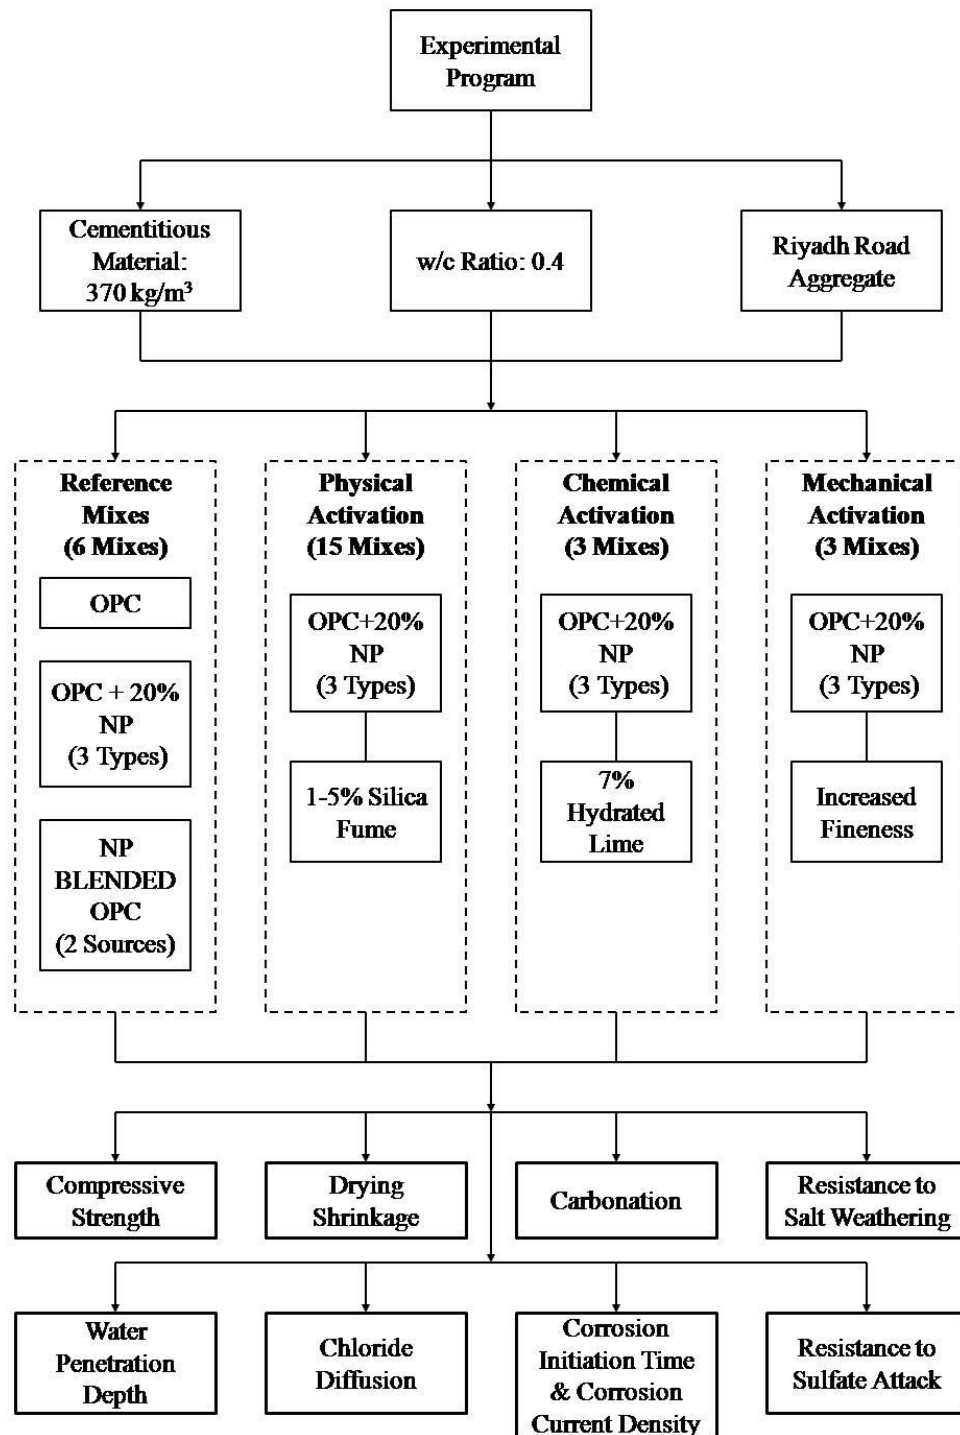 Experimental
Program
Cementitious
Material:
370 kg/m³
w/c Ratio: 0.4
Riyadh Road
Aggregate
Reference
Mixes
(6 Mixes)
OPC
OPC + 20%
NP
(3 Types)
NP
BLENDED
OPC
(2 Sources)
Physical
Activation
(15 Mixes)
OPC+20%
NP
(3 Types)
1-5% Silica
Fume
Chemical
Activation
(3 Mixes)
OPC+20%
NP
(3 Types)
7%
Hydrated
Lime
Mechanical
Activation
(3 Mixes)
OPC+20%
NP
(3 Types)
Increased
Fineness
Compressive
Strength
Drying
Shrinkage
Carbonation
Resistance to
Salt Weathering
Water
Penetration
Depth
Chloride
Diffusion
Corrosion
Initiation Time
& Corrosion
Current Density
Resistance to
Sulfate Attack